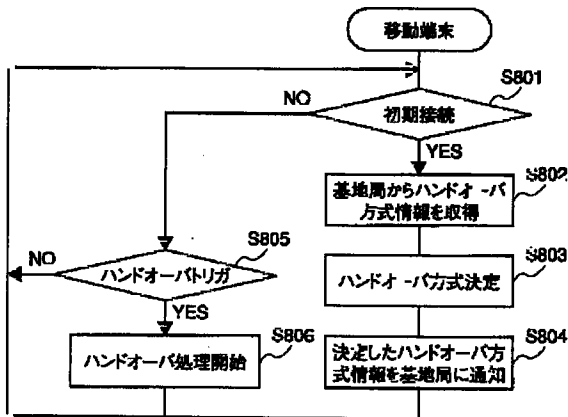 移動端末
S801
初期接続
NO
YES
S802
基地局からハンドオーバ
方式情報を取得
S803
ハンドオーバ方式決定
S804
決定したハンドオーバ方
式情報を基地局に通知
S805
ハンドオーバトリガ
NO
YES
S806
ハンドオーバ処理開始